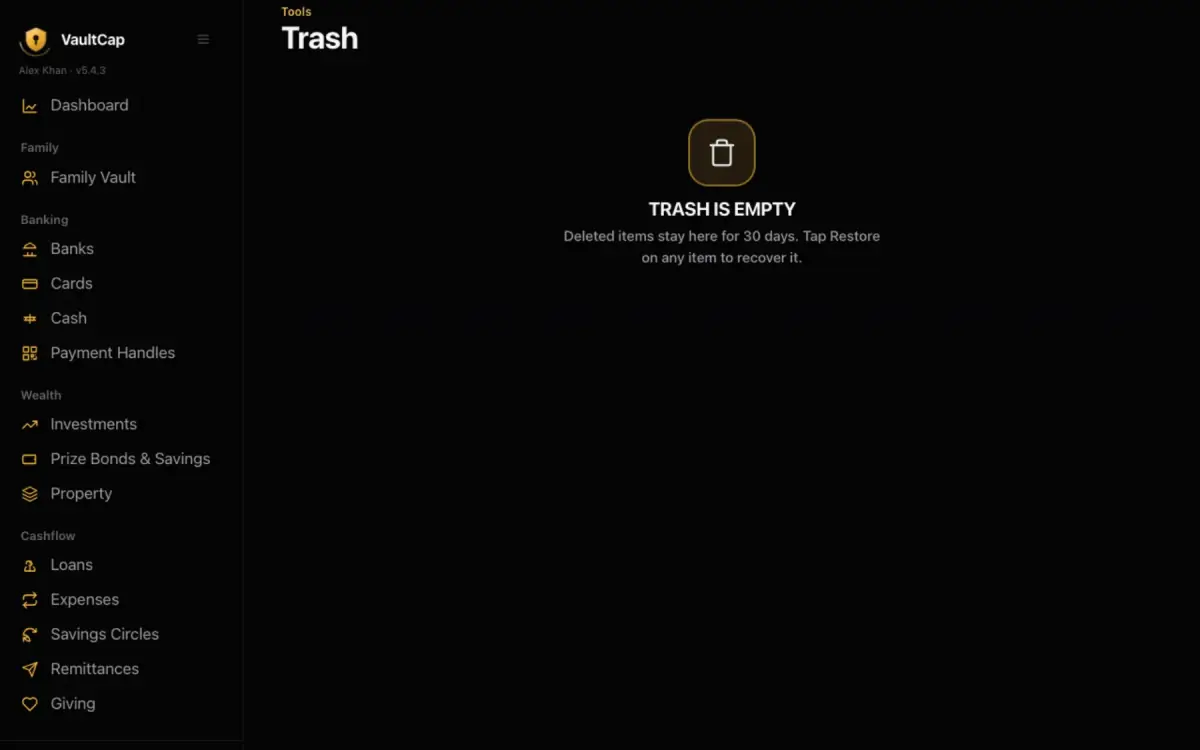 VaultCap
Alex Khan · v5.4.3
Dashboard
Family
Family Vault
Banking
Banks
Cards
Cash
Payment Handles
Wealth
Investments
Prize Bonds & Savings
Property
Cashflow
Loans
Expenses
Savings Circles
Remittances
Giving
Tools
Trash
TRASH IS EMPTY
Deleted items stay here for 30 days. Tap Restore
on any item to recover it.